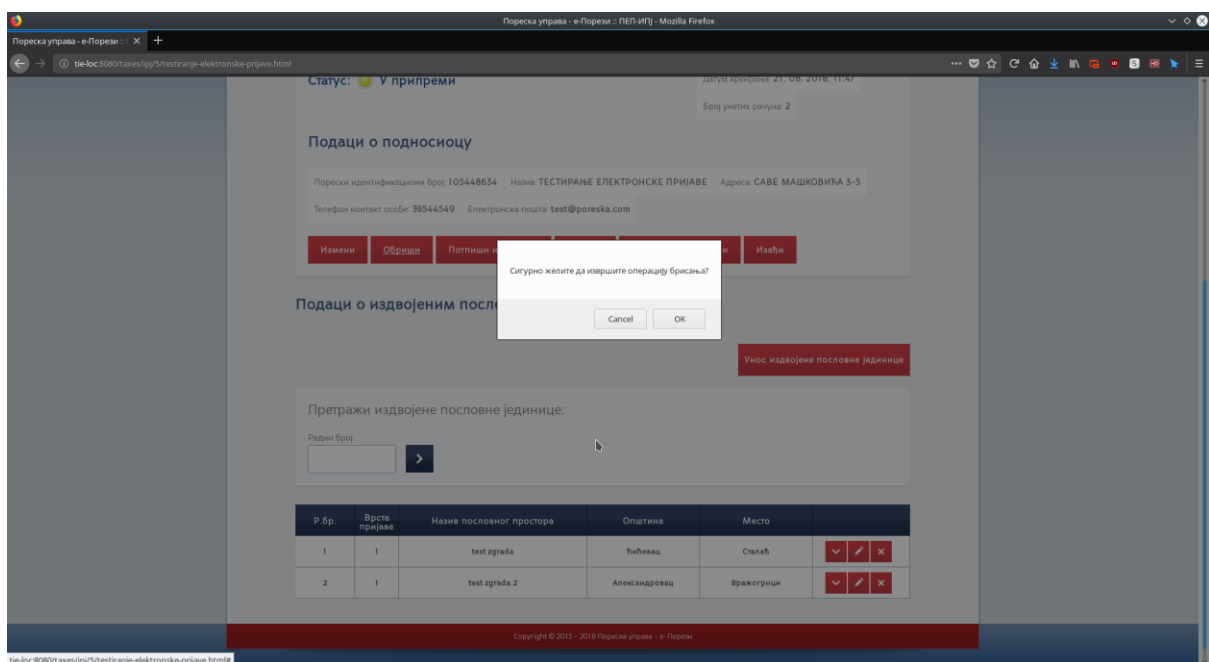 Пореска управа - е-Порези :: ПЕП-ИПЈ - Mozilla Firefox
Пореска управа - е-Порези ::
tie-loc:8080/taxes/ipj/5/testiranje-elektronske-prijave.html
Статус: У припреми
Датум креирања: 21. 08. 2018. 11:47
Број унетих рачуна: 2
Подаци о подносиоцу
Порески идентификациони број: 105448634 Назив: ТЕСТИРАЊЕ ЕЛЕКТРОНСКЕ ПРИЈАВЕ Адреса: САВЕ МАШКОВИЋА 3-5
Телефон контакт особе: 39544549 Електронска пошта: test@poreska.com
Измени Обриши Потпиши и Изађи
Сигурно желите да извршите операцију брисања?
Cancel OK
Подаци о издвојеним посл
Унос издвојене пословне јединице
Претражи издвојене пословне јединице:
Редни број:
Р.бр. Врста пријаве Назив пословног простора Општина Место
1 1 test zgrada Ћићевац Сталаћ
2 1 test zgrada 2 Александровац Вражогрнци
Copyright © 2013 - 2018 Пореска управа - е-Порези
tie-loc:8080/taxes/ipj/5/testiranje-elektronske-prijave.html#